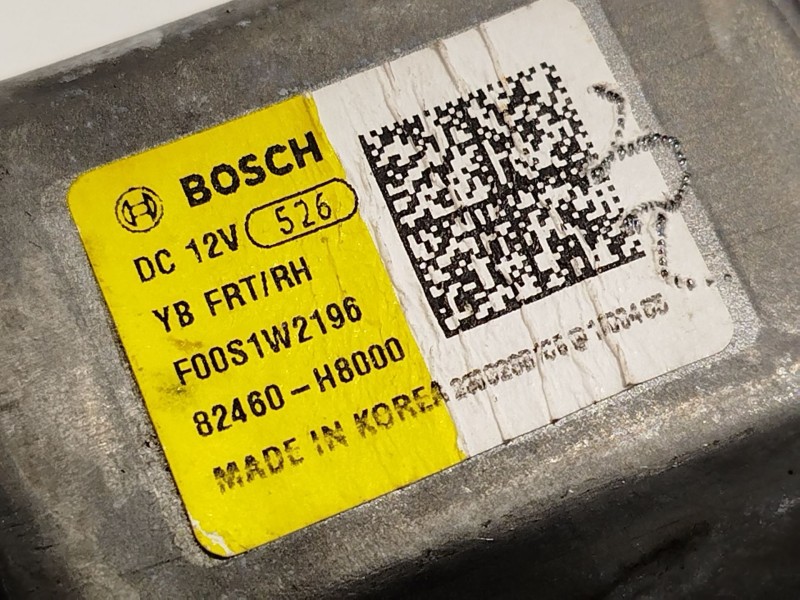 BOSCH
DC 12V 526
YB FRT/RH
F00S1W2196
82460-H8000
MADE IN KOREA